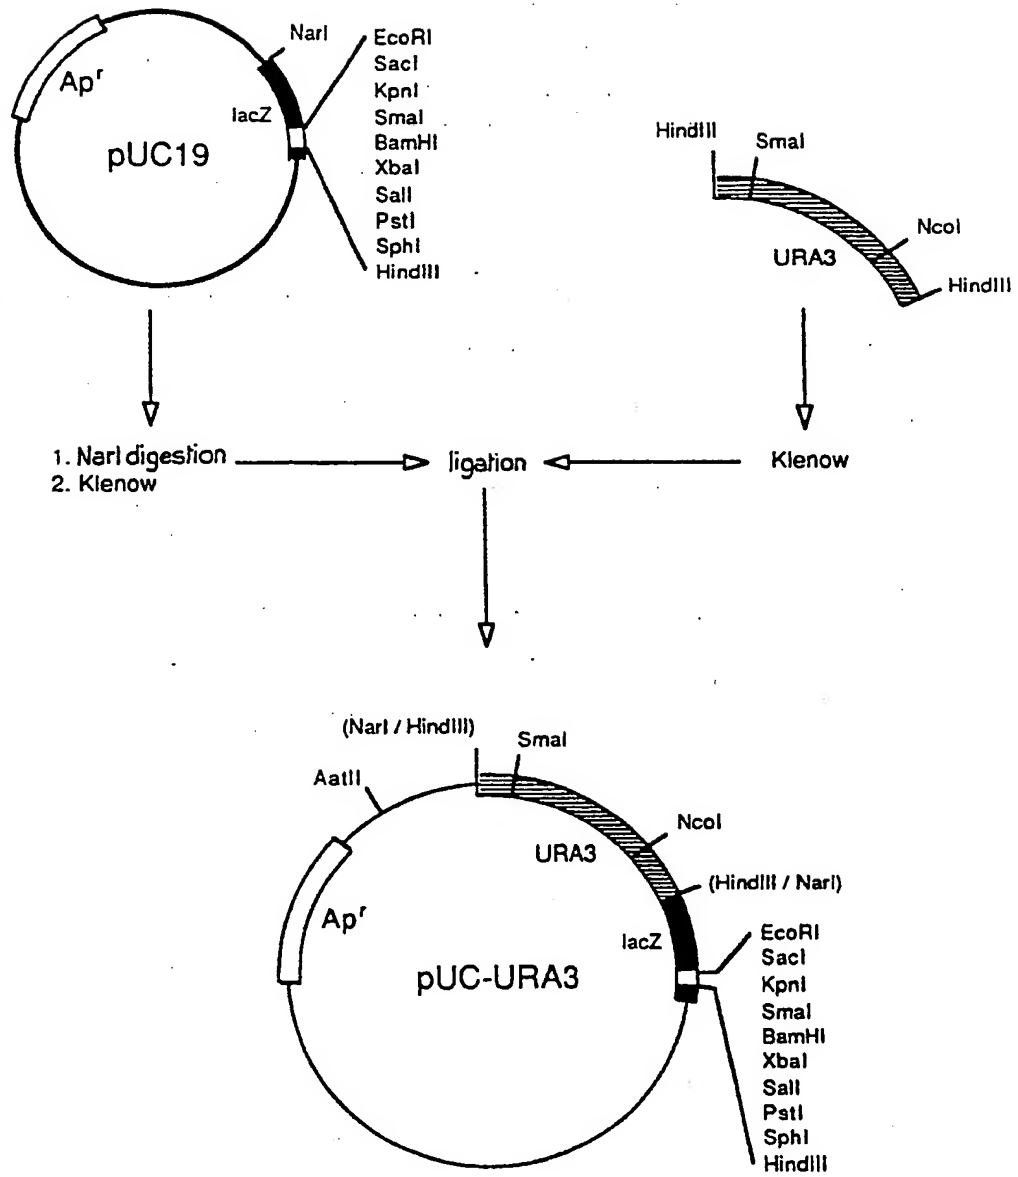 NarI
EcoRI
SacI
KpnI
SmaI
BamHI
XbaI
SalI
PstI
SphI
HindIII
Apr
lacZ
pUC19
HindIII
SmaI
NcoI
URA3
HindIII
1. NarI digestion
2. Klenow
ligation
Klenow
(NarI / HindIII)
SmaI
AatII
NcoI
URA3
(HindIII / NarI)
Apr
lacZ
pUC-URA3
EcoRI
SacI
KpnI
SmaI
BamHI
XbaI
SalI
PstI
SphI
HindIII